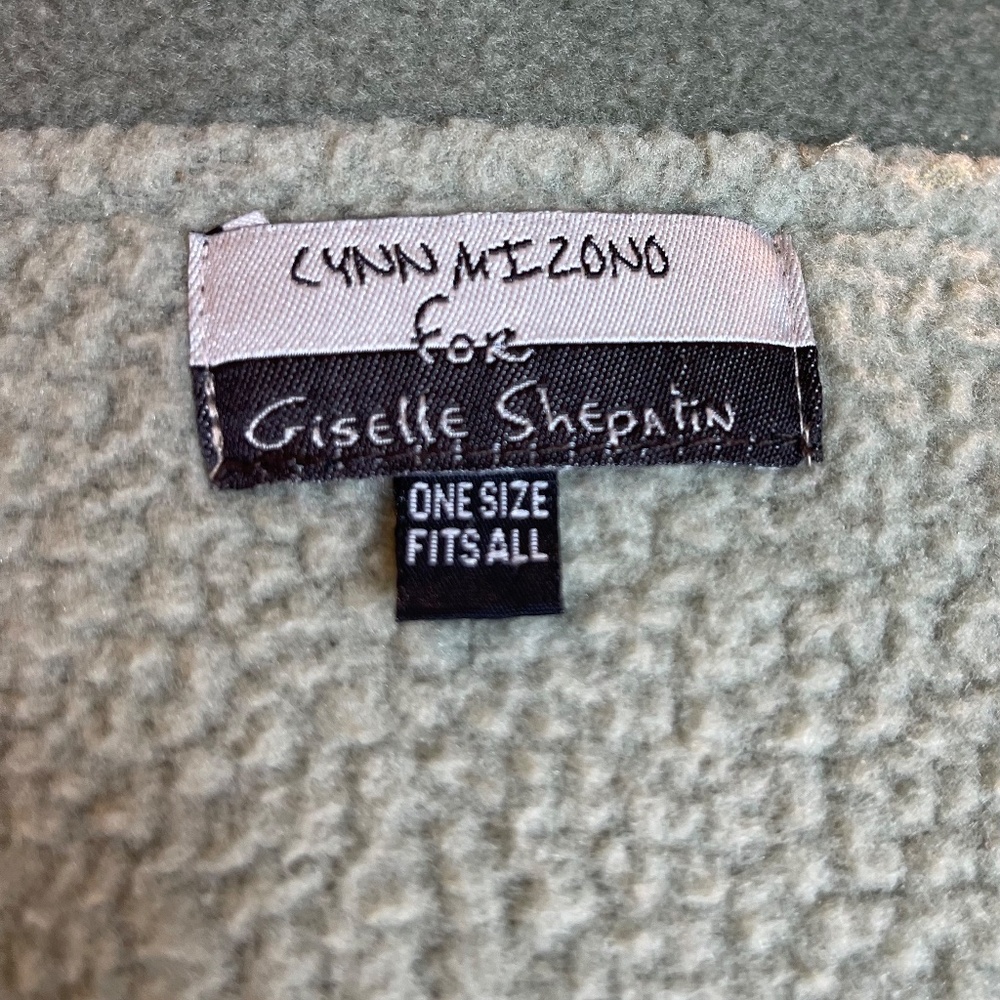 LYNN MIZONO
FOR
Giselle Shepatin
ONE SIZE
FITS ALL